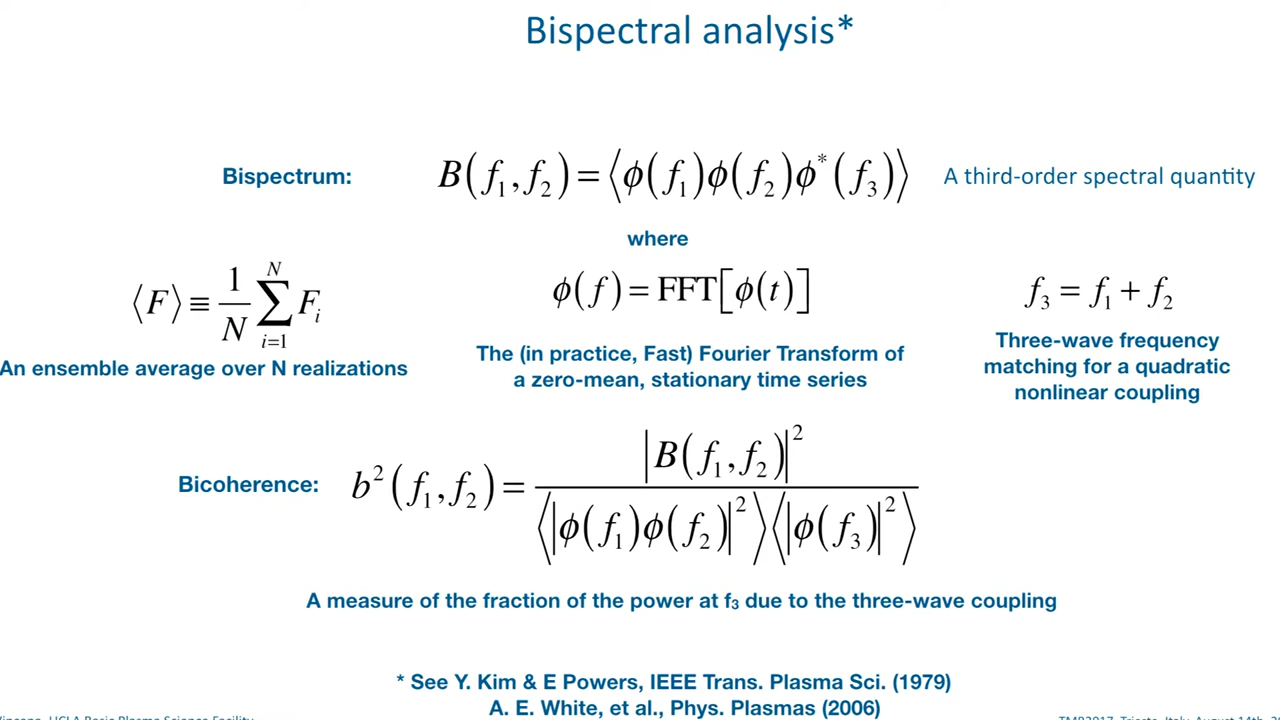 Bispectral analysis*
Bispectrum: B(f₁,f₂)=⟨ϕ(f₁)ϕ(f₂)ϕ*(f₃)⟩ A third-order spectral quantity
where
⟨F⟩≡1/N ∑_{i=1}^{N} F_i
ϕ(f)=FFT[ϕ(t)]
f₃ = f₁ + f₂
An ensemble average over N realizations
The (in practice, Fast) Fourier Transform of
a zero-mean, stationary time series
Three-wave frequency
matching for a quadratic
nonlinear coupling
Bicoherence: b²(f₁,f₂)=|B(f₁,f₂)|²/⟨|ϕ(f₁)ϕ(f₂)|²⟩⟨|ϕ(f₃)|²⟩
A measure of the fraction of the power at f₃ due to the three-wave coupling
* See Y. Kim & E Powers, IEEE Trans. Plasma Sci. (1979)
A. E. White, et al., Phys. Plasmas (2006)
UCLA Basic Plasma Science Facility
TMB2017, Trieste, Italy, August 14th,